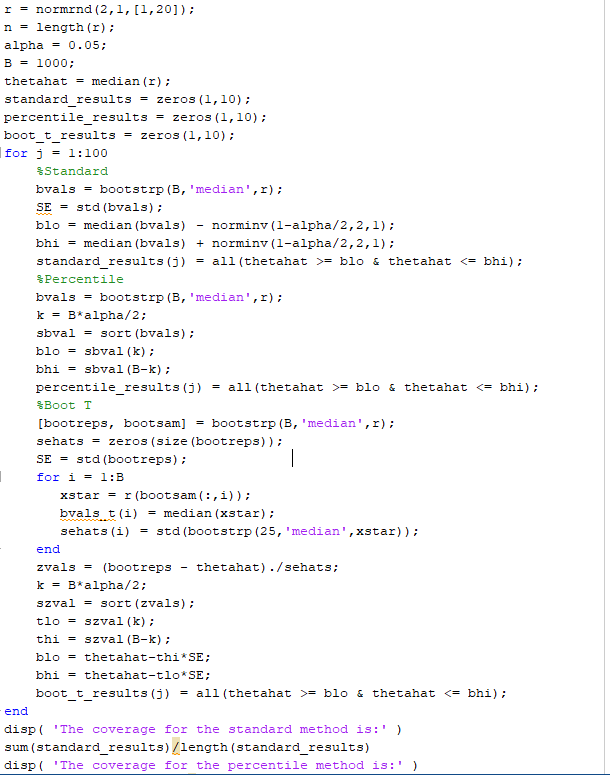 r = normrnd(2,1,[1,20]);
n = length(r);
alpha = 0.05;
B = 1000;
thetahat = median(r);
standard_results = zeros(1,10);
percentile_results = zeros(1,10);
boot_t_results = zeros(1,10);
for j = 1:100
    %Standard
    bvals = bootstrp(B,'median',r);
    SE = std(bvals);
    blo = median(bvals) - norminv(1-alpha/2,2,1);
    bhi = median(bvals) + norminv(1-alpha/2,2,1);
    standard_results(j) = all(thetahat >= blo & thetahat <= bhi);
    %Percentile
    bvals = bootstrp(B,'median',r);
    k = B*alpha/2;
    sbval = sort(bvals);
    blo = sbval(k);
    bhi = sbval(B-k);
    percentile_results(j) = all(thetahat >= blo & thetahat <= bhi);
    %Boot T
    [bootreps, bootsam] = bootstrp(B,'median',r);
    sehats = zeros(size(bootreps));
    SE = std(bootreps);
    for i = 1:B
       xstar = r(bootsam(:,i));
       bvals_t(i) = median(xstar);
       sehats(i) = std(bootstrp(25,'median',xstar));
    end
    zvals = (bootreps - thetahat)./sehats;
    k = B*alpha/2;
    szval = sort(zvals);
    tlo = szval(k);
    thi = szval(B-k);
    blo = thetahat-thi*SE;
    bhi = thetahat-tlo*SE;
    boot_t_results(j) = all(thetahat >= blo & thetahat <= bhi);
end
disp( 'The coverage for the standard method is:' )
sum(standard_results)/length(standard_results)
disp( 'The coverage for the percentile method is:' )